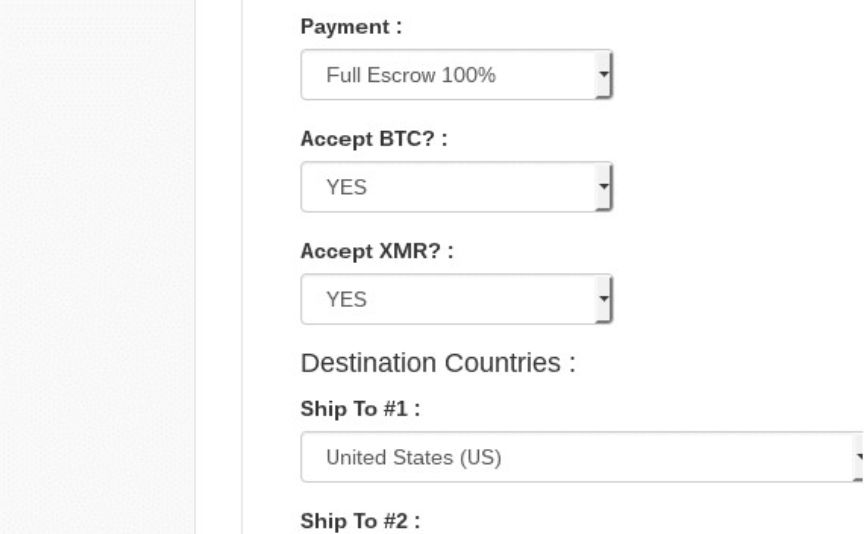 Payment :
Full Escrow 100%
Accept BTC? :
YES
Accept XMR? :
YES
Destination Countries :
Ship To #1 :
United States (US)
Ship To #2 :